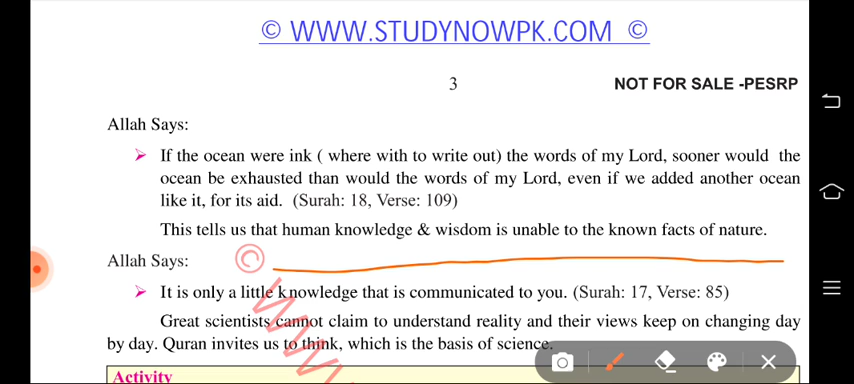 © WWW.STUDYNOWPK.COM ©
3 NOT FOR SALE -PESRP
Allah Says:
➢ If the ocean were ink ( where with to write out) the words of my Lord, sooner would the
ocean be exhausted than would the words of my Lord, even if we added another ocean
like it, for its aid. (Surah: 18, Verse: 109)
This tells us that human knowledge & wisdom is unable to the known facts of nature.
Allah Says:
➢ It is only a little knowledge that is communicated to you. (Surah: 17, Verse: 85)
Great scientists cannot claim to understand reality and their views keep on changing day
by day. Quran invites us to think, which is the basis of science.
Activity
© WWW